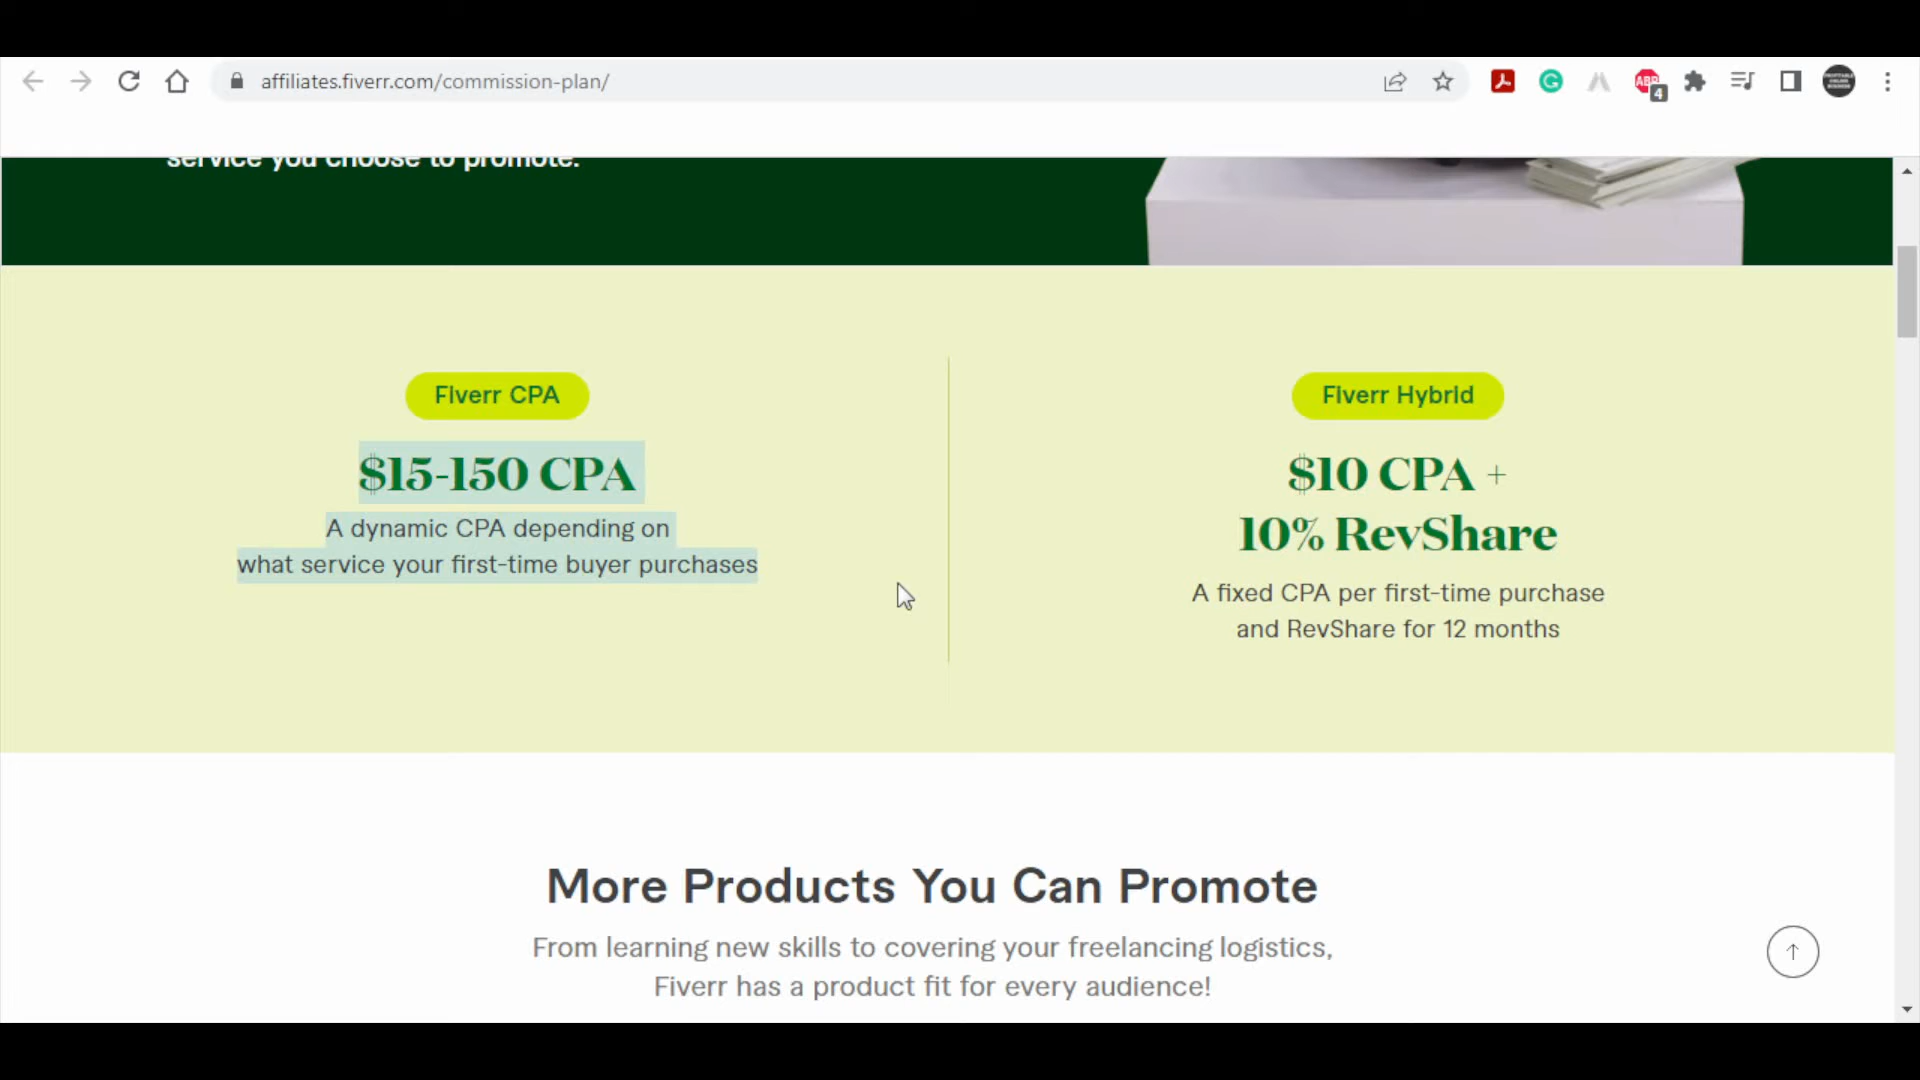 affiliates.fiverr.com/commission-plan/
ABP
4
service you choose to promote.
Fiverr CPA
$15-150 CPA
A dynamic CPA depending on
what service your first-time buyer purchases
Fiverr Hybrid
$10 CPA +
10% RevShare
A fixed CPA per first-time purchase
and RevShare for 12 months
More Products You Can Promote
From learning new skills to covering your freelancing logistics,
Fiverr has a product fit for every audience!